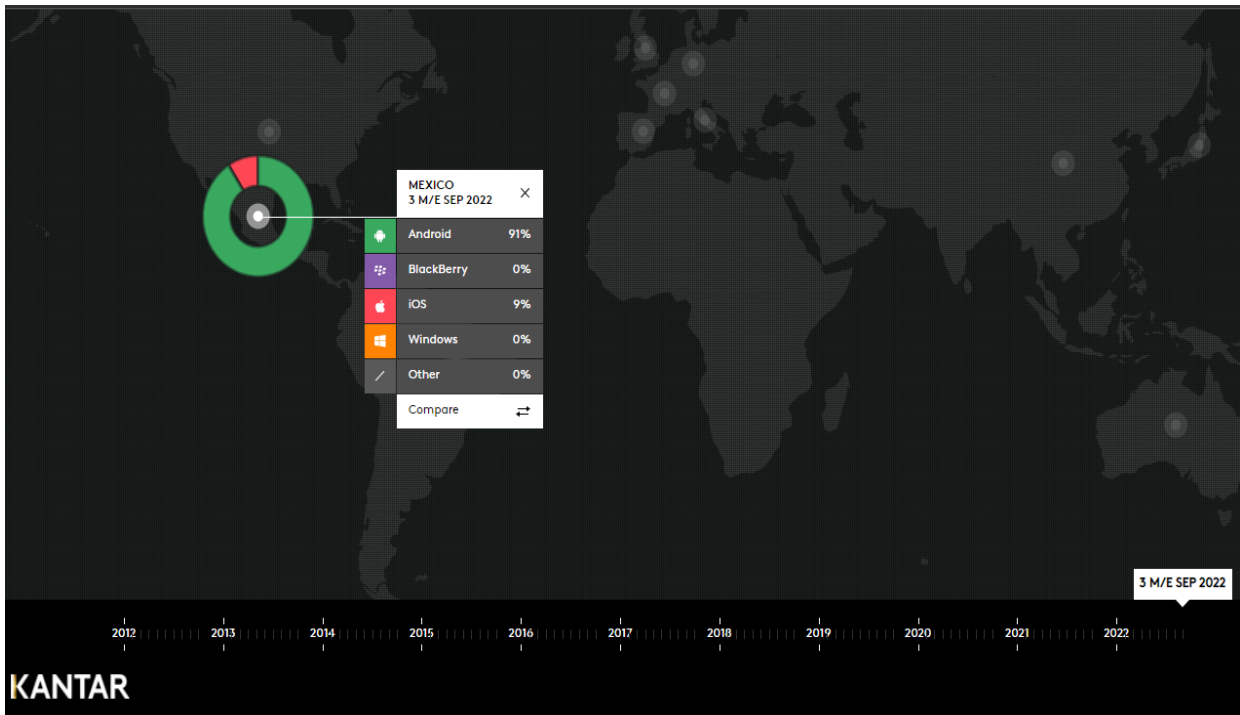 MEXICO
3 M/E SEP 2022
Android 91%
BlackBerry 0%
iOS 9%
Windows 0%
Other 0%
Compare
3 M/E SEP 2022
2012 2013 2014 2015 2016 2017 2018 2019 2020 2021 2022
KANTAR